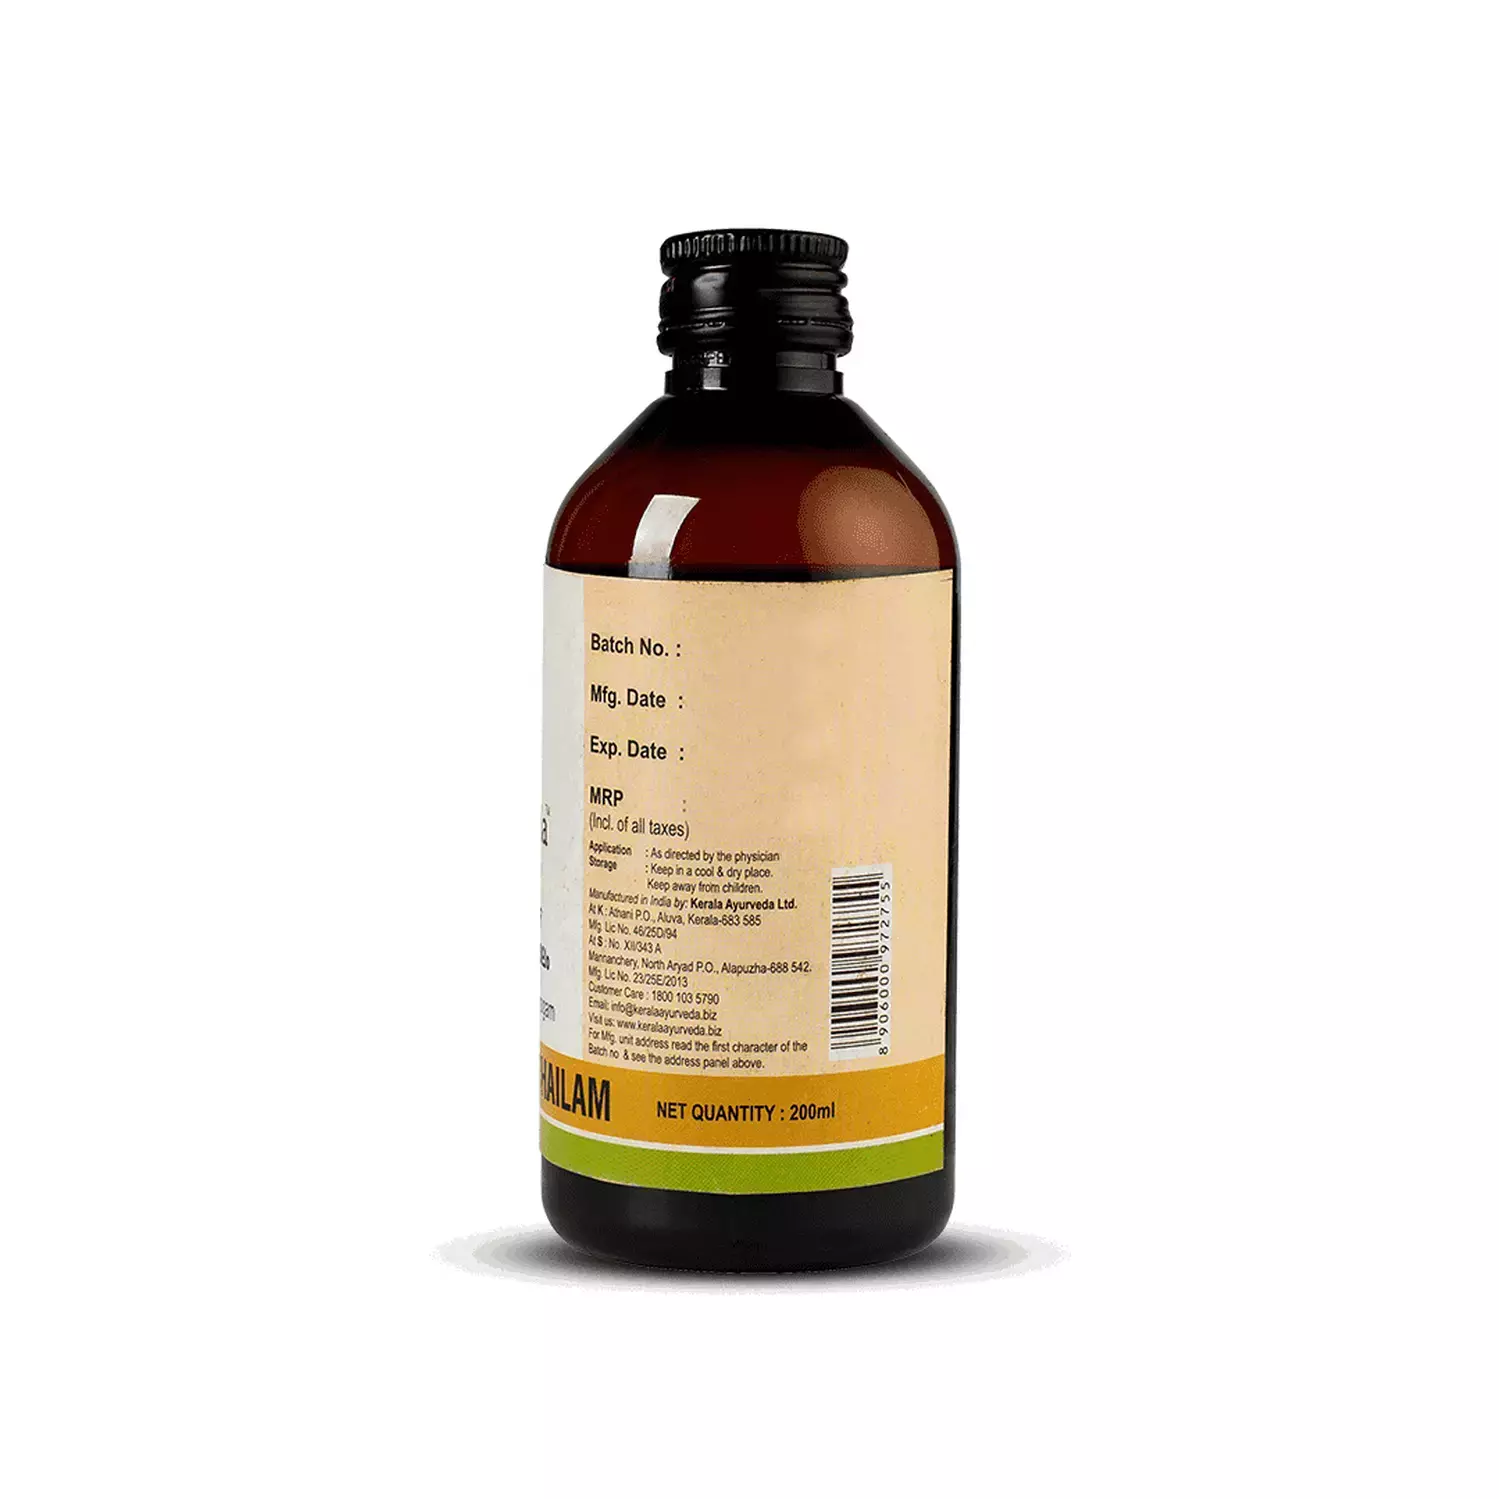 Batch No. :
Mfg. Date :
Exp. Date :
MRP :
(Incl. of all taxes)
Application : As directed by the physician
Storage : Keep in a cool & dry place.
Keep away from children.
Manufactured in India by: Kerala Ayurveda Ltd.
At K : Athani P.O., Aluva, Kerala-683 585
Mfg. Lic No. 46/25D/94
At S : No. XII/343 A
Mannanchery, North Aryad P.O., Alapuzha-688 542.
Mfg. Lic No. 23/25E/2013
Customer Care : 1800 103 5790
Email: info@keralaayurveda.biz
Visit us: www.keralaayurveda.biz
For Mfg. unit address read the first character of the
Batch no & see the address panel above.
8 906000 972755
HAILAM
NET QUANTITY : 200ml